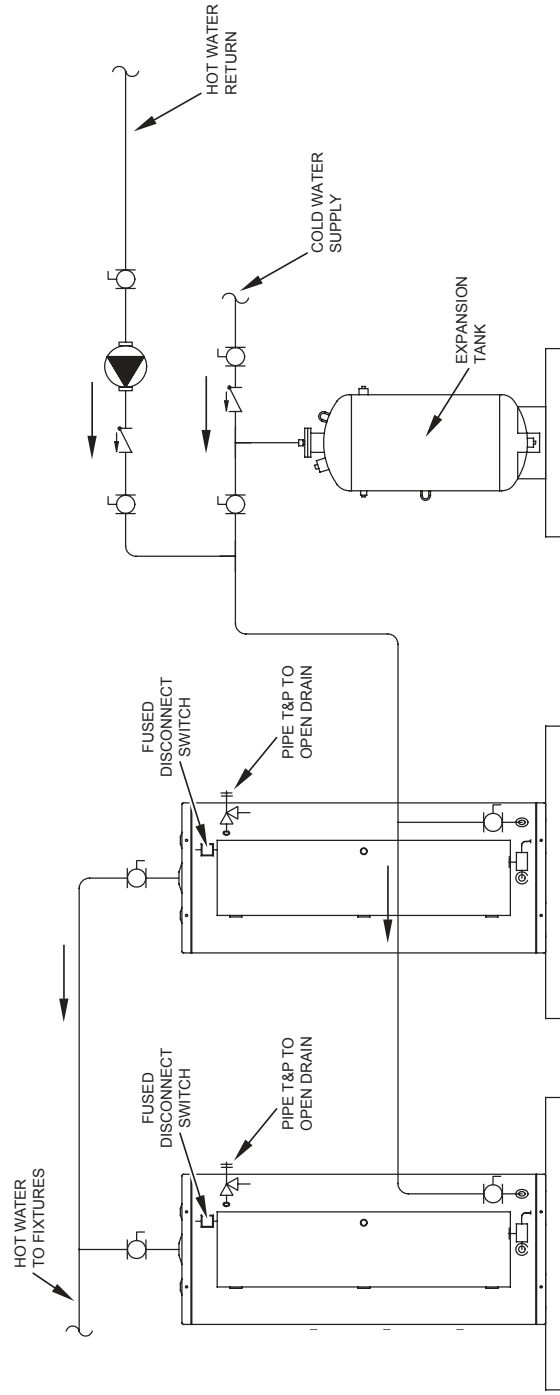 HOT WATER
TO FIXTURES
FUSED
DISCONNECT
SWITCH
PIPE T&P TO
OPEN DRAIN
FUSED
DISCONNECT
SWITCH
PIPE T&P TO
OPEN DRAIN
EXPANSION
TANK
COLD WATER
SUPPLY
HOT WATER
RETURN